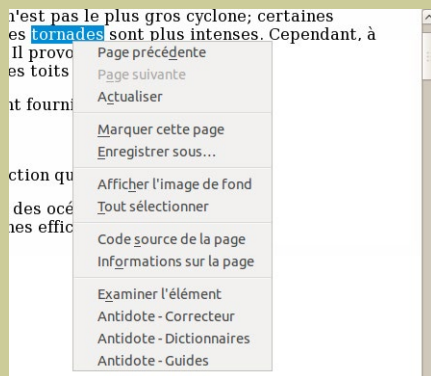 n'est pas le plus gros cyclone; certaines
es tornades sont plus intenses. Cependant, à
Il provo
es toits
nt fourni
ction qu
des océ
nes effic
Page précédente
Page suivante
Actualiser
Marquer cette page
Enregistrer sous…
Afficher l'image de fond
Tout sélectionner
Code source de la page
Informations sur la page
Examiner l'élément
Antidote - Correcteur
Antidote - Dictionnaires
Antidote - Guides